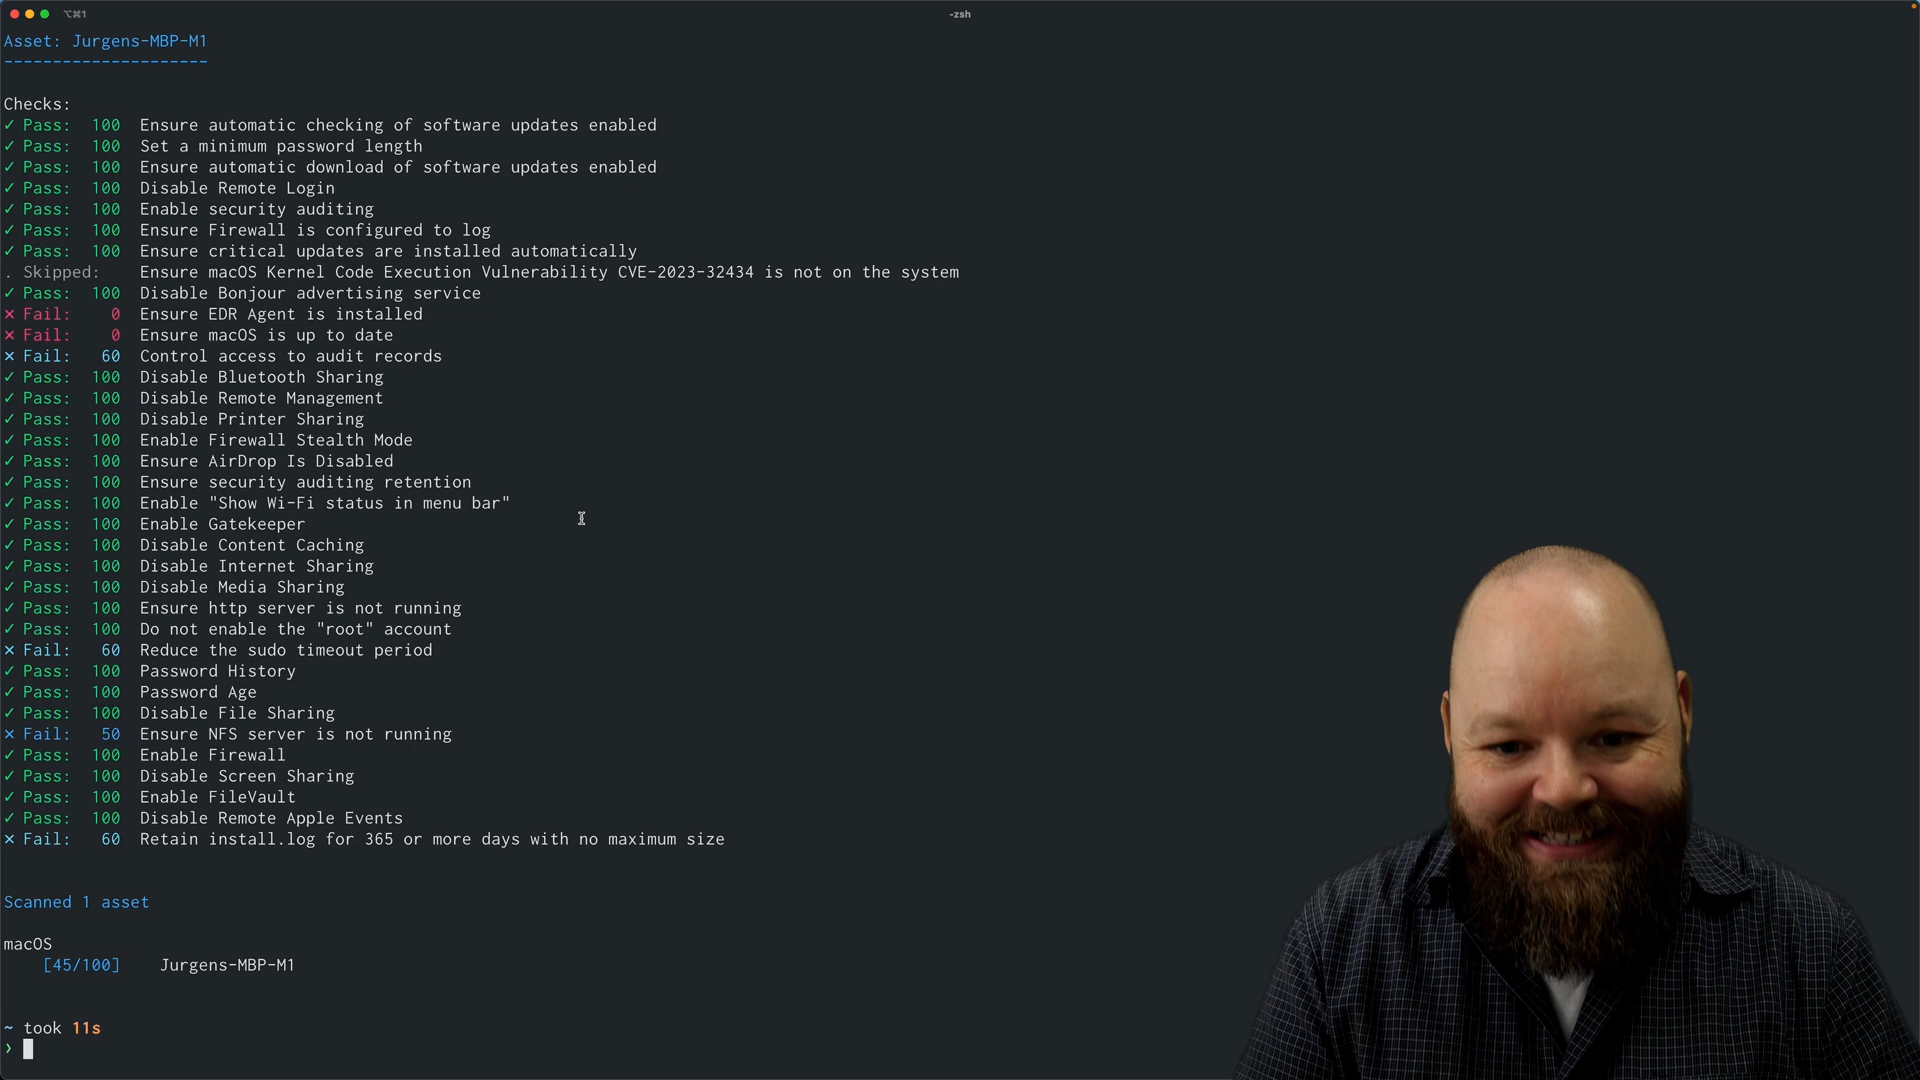 ⌥⌘1
-zsh
Asset: Jurgens-MBP-M1
---------------------
Checks:
✓ Pass:  100  Ensure automatic checking of software updates enabled
✓ Pass:  100  Set a minimum password length
✓ Pass:  100  Ensure automatic download of software updates enabled
✓ Pass:  100  Disable Remote Login
✓ Pass:  100  Enable security auditing
✓ Pass:  100  Ensure Firewall is configured to log
✓ Pass:  100  Ensure critical updates are installed automatically
. Skipped:    Ensure macOS Kernel Code Execution Vulnerability CVE-2023-32434 is not on the system
✓ Pass:  100  Disable Bonjour advertising service
✕ Fail:    0  Ensure EDR Agent is installed
✕ Fail:    0  Ensure macOS is up to date
✕ Fail:   60  Control access to audit records
✓ Pass:  100  Disable Bluetooth Sharing
✓ Pass:  100  Disable Remote Management
✓ Pass:  100  Disable Printer Sharing
✓ Pass:  100  Enable Firewall Stealth Mode
✓ Pass:  100  Ensure AirDrop Is Disabled
✓ Pass:  100  Ensure security auditing retention
✓ Pass:  100  Enable "Show Wi-Fi status in menu bar"
✓ Pass:  100  Enable Gatekeeper
✓ Pass:  100  Disable Content Caching
✓ Pass:  100  Disable Internet Sharing
✓ Pass:  100  Disable Media Sharing
✓ Pass:  100  Ensure http server is not running
✓ Pass:  100  Do not enable the "root" account
✕ Fail:   60  Reduce the sudo timeout period
✓ Pass:  100  Password History
✓ Pass:  100  Password Age
✓ Pass:  100  Disable File Sharing
✕ Fail:   50  Ensure NFS server is not running
✓ Pass:  100  Enable Firewall
✓ Pass:  100  Disable Screen Sharing
✓ Pass:  100  Enable FileVault
✓ Pass:  100  Disable Remote Apple Events
✕ Fail:   60  Retain install.log for 365 or more days with no maximum size
Scanned 1 asset
macOS
[45/100]    Jurgens-MBP-M1
~ took 11s
›